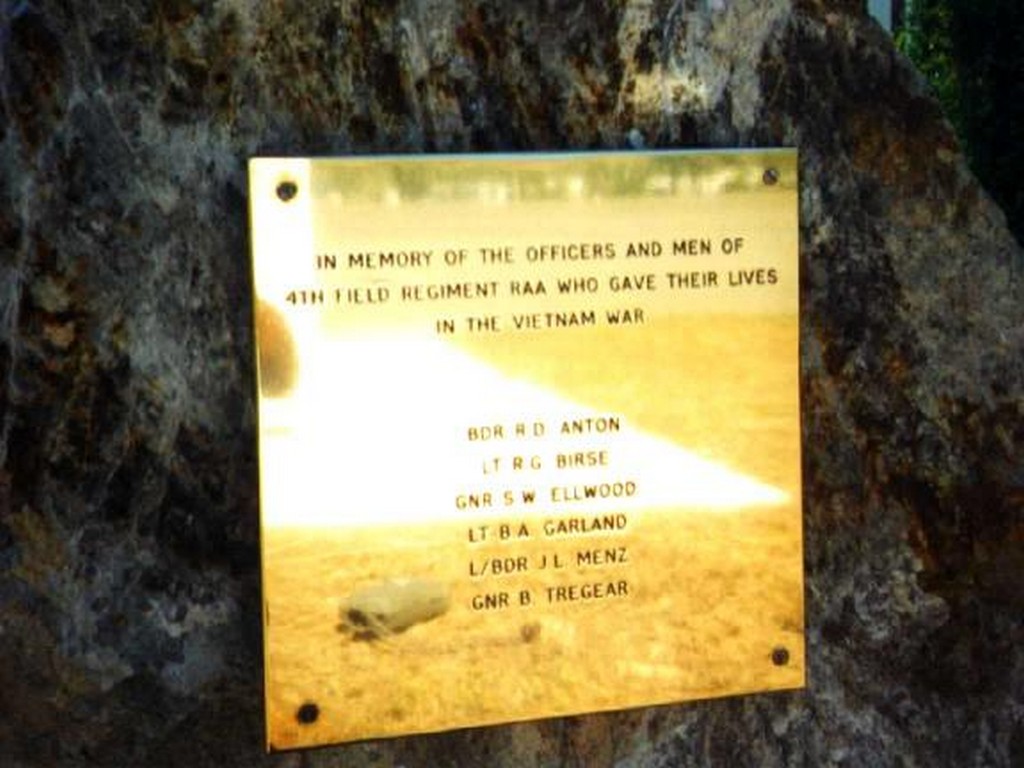 IN MEMORY OF THE OFFICERS AND MEN OF
4TH FIELD REGIMENT RAA WHO GAVE THEIR LIVES
IN THE VIETNAM WAR
BDR R D ANTON
LT R G BIRSE
GNR S W ELLWOOD
LT B A GARLAND
L/BDR J L MENZ
GNR B TREGEAR